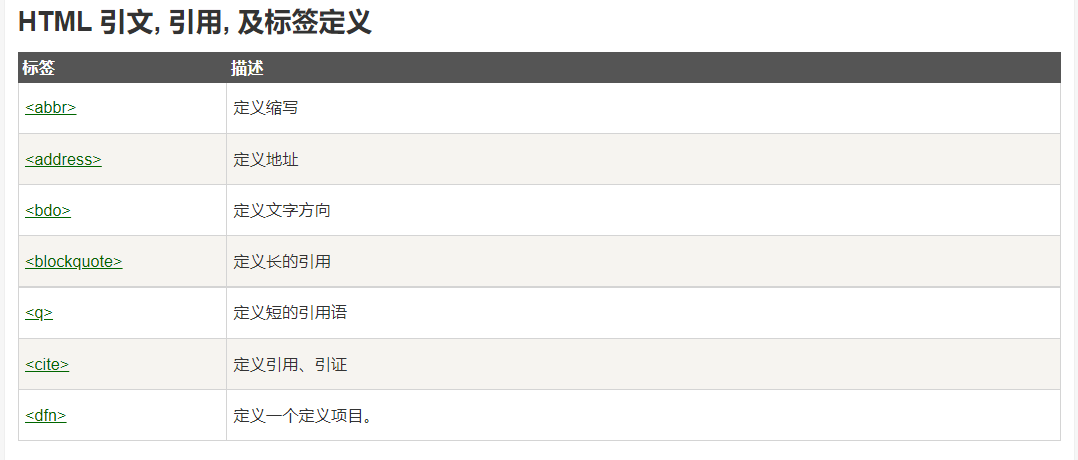 HTML 引文, 引用, 及标签定义
标签 描述
<abbr> 定义缩写
<address> 定义地址
<bdo> 定义文字方向
<blockquote> 定义长的引用
<q> 定义短的引用语
<cite> 定义引用、引证
<dfn> 定义一个定义项目。